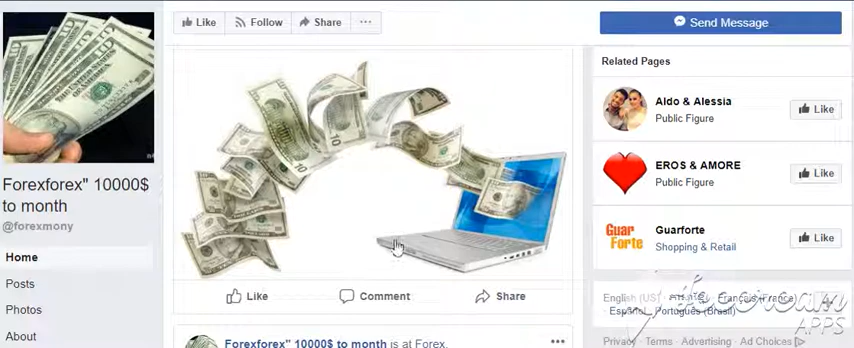 Like
Follow
Share
Send Message
Forexforex" 10000$
to month
@forexmony
Home
Posts
Photos
About
Like
Comment
Share
Forexforex" 10000$ to month is at Forex.
Related Pages
Aldo & Alessia
Public Figure
Like
EROS & AMORE
Public Figure
Like
Guar
Forte
Guarforte
Shopping & Retail
Like
English (US) · Français (France)
· Español · Português (Brasil)
Privacy · Terms · Advertising · Ad Choices
APPS